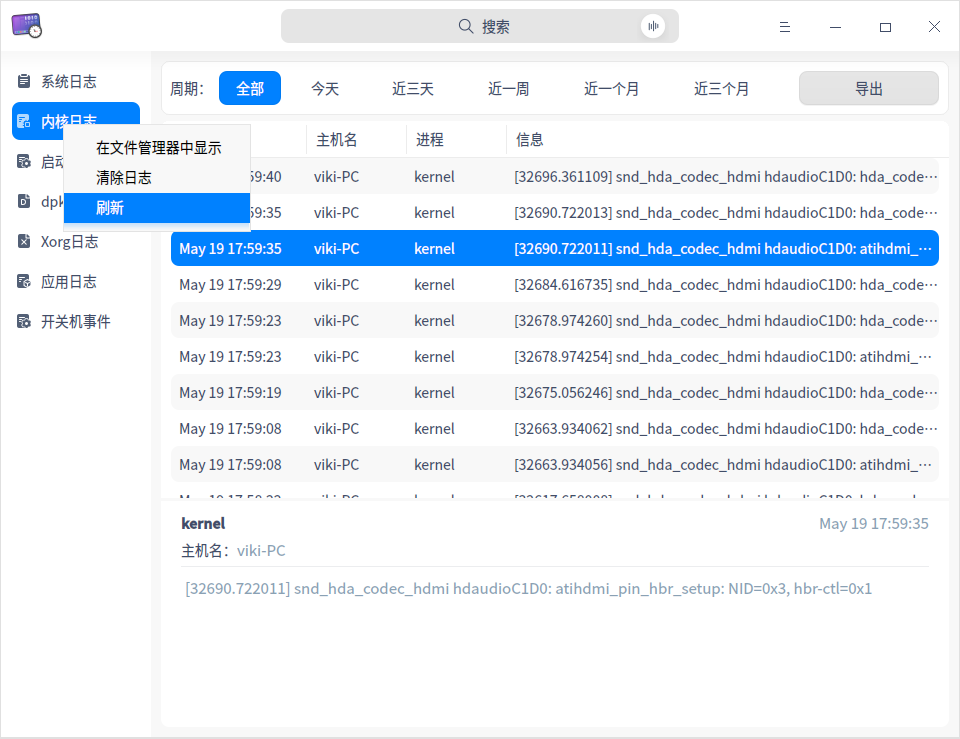 搜索
系统日志
内核日志
启动
dpk
Xorg日志
应用日志
开关机事件
在文件管理器中显示
清除日志
刷新
周期： 全部 今天 近三天 近一周 近一个月 近三个月 导出
主机名 进程 信息
59:40 viki-PC kernel [32696.361109] snd_hda_codec_hdmi hdaudioC1D0: hda_code···
59:35 viki-PC kernel [32690.722013] snd_hda_codec_hdmi hdaudioC1D0: hda_code···
May 19 17:59:35 viki-PC kernel [32690.722011] snd_hda_codec_hdmi hdaudioC1D0: atihdmi_···
May 19 17:59:29 viki-PC kernel [32684.616735] snd_hda_codec_hdmi hdaudioC1D0: hda_code···
May 19 17:59:23 viki-PC kernel [32678.974260] snd_hda_codec_hdmi hdaudioC1D0: hda_code···
May 19 17:59:23 viki-PC kernel [32678.974254] snd_hda_codec_hdmi hdaudioC1D0: atihdmi_···
May 19 17:59:19 viki-PC kernel [32675.056246] snd_hda_codec_hdmi hdaudioC1D0: hda_code···
May 19 17:59:08 viki-PC kernel [32663.934062] snd_hda_codec_hdmi hdaudioC1D0: hda_code···
May 19 17:59:08 viki-PC kernel [32663.934056] snd_hda_codec_hdmi hdaudioC1D0: atihdmi_···
kernel May 19 17:59:35
主机名： viki-PC
[32690.722011] snd_hda_codec_hdmi hdaudioC1D0: atihdmi_pin_hbr_setup: NID=0x3, hbr-ctl=0x1